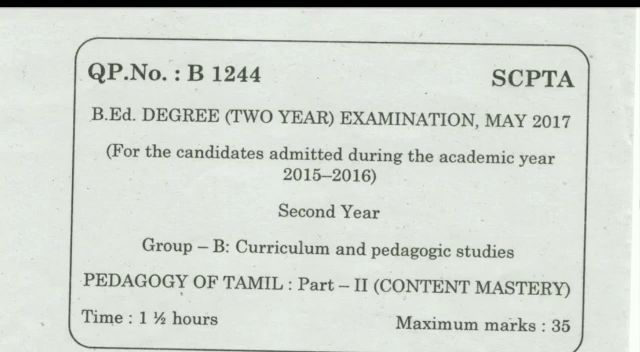 QP.No. : B 1244 SCPTA
B.Ed. DEGREE (TWO YEAR) EXAMINATION, MAY 2017
(For the candidates admitted during the academic year
2015–2016)
Second Year
Group – B: Curriculum and pedagogic studies
PEDAGOGY OF TAMIL : Part – II (CONTENT MASTERY)
Time : 1 ½ hours Maximum marks : 35